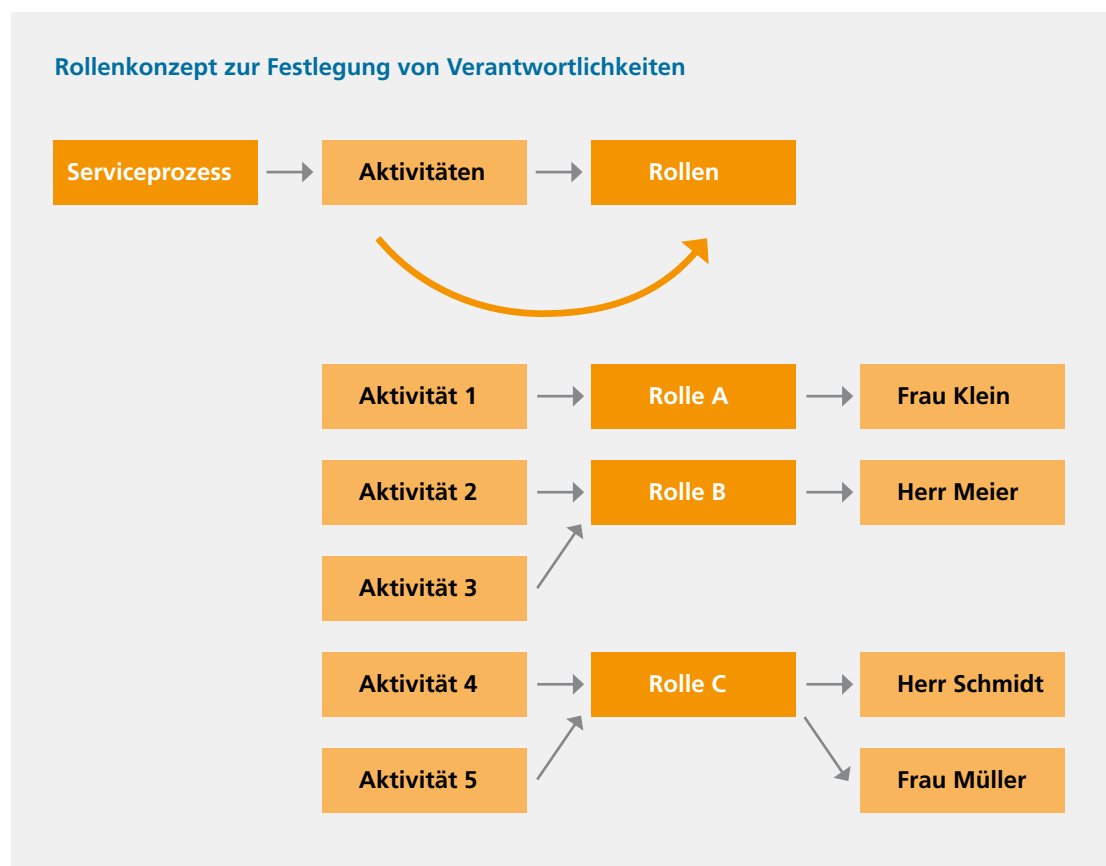 Rollenkonzept zur Festlegung von Verantwortlichkeiten
Serviceprozess
Aktivitäten
Rollen
Aktivität 1
Rolle A
Frau Klein
Aktivität 2
Rolle B
Herr Meier
Aktivität 3
Aktivität 4
Rolle C
Herr Schmidt
Aktivität 5
Frau Müller